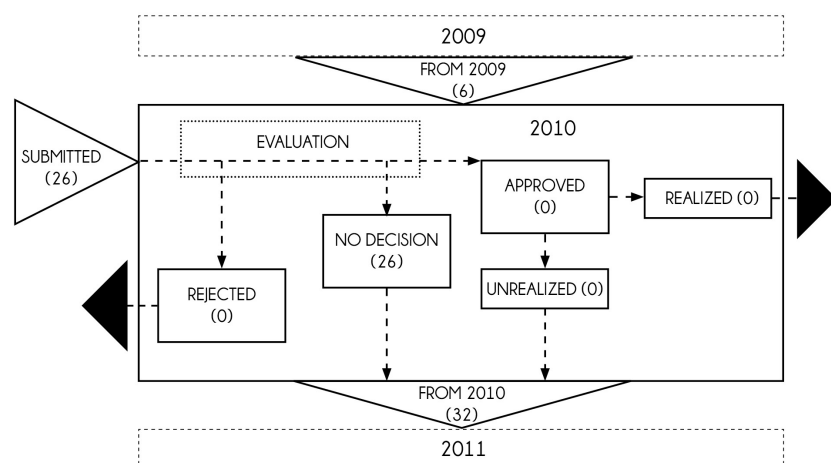 2009
FROM 2009
(6)
2010
SUBMITTED
(26)
EVALUATION
APPROVED
(0)
REALIZED (0)
NO DECISION
(26)
REJECTED
(0)
UNREALIZED (0)
FROM 2010
(32)
2011